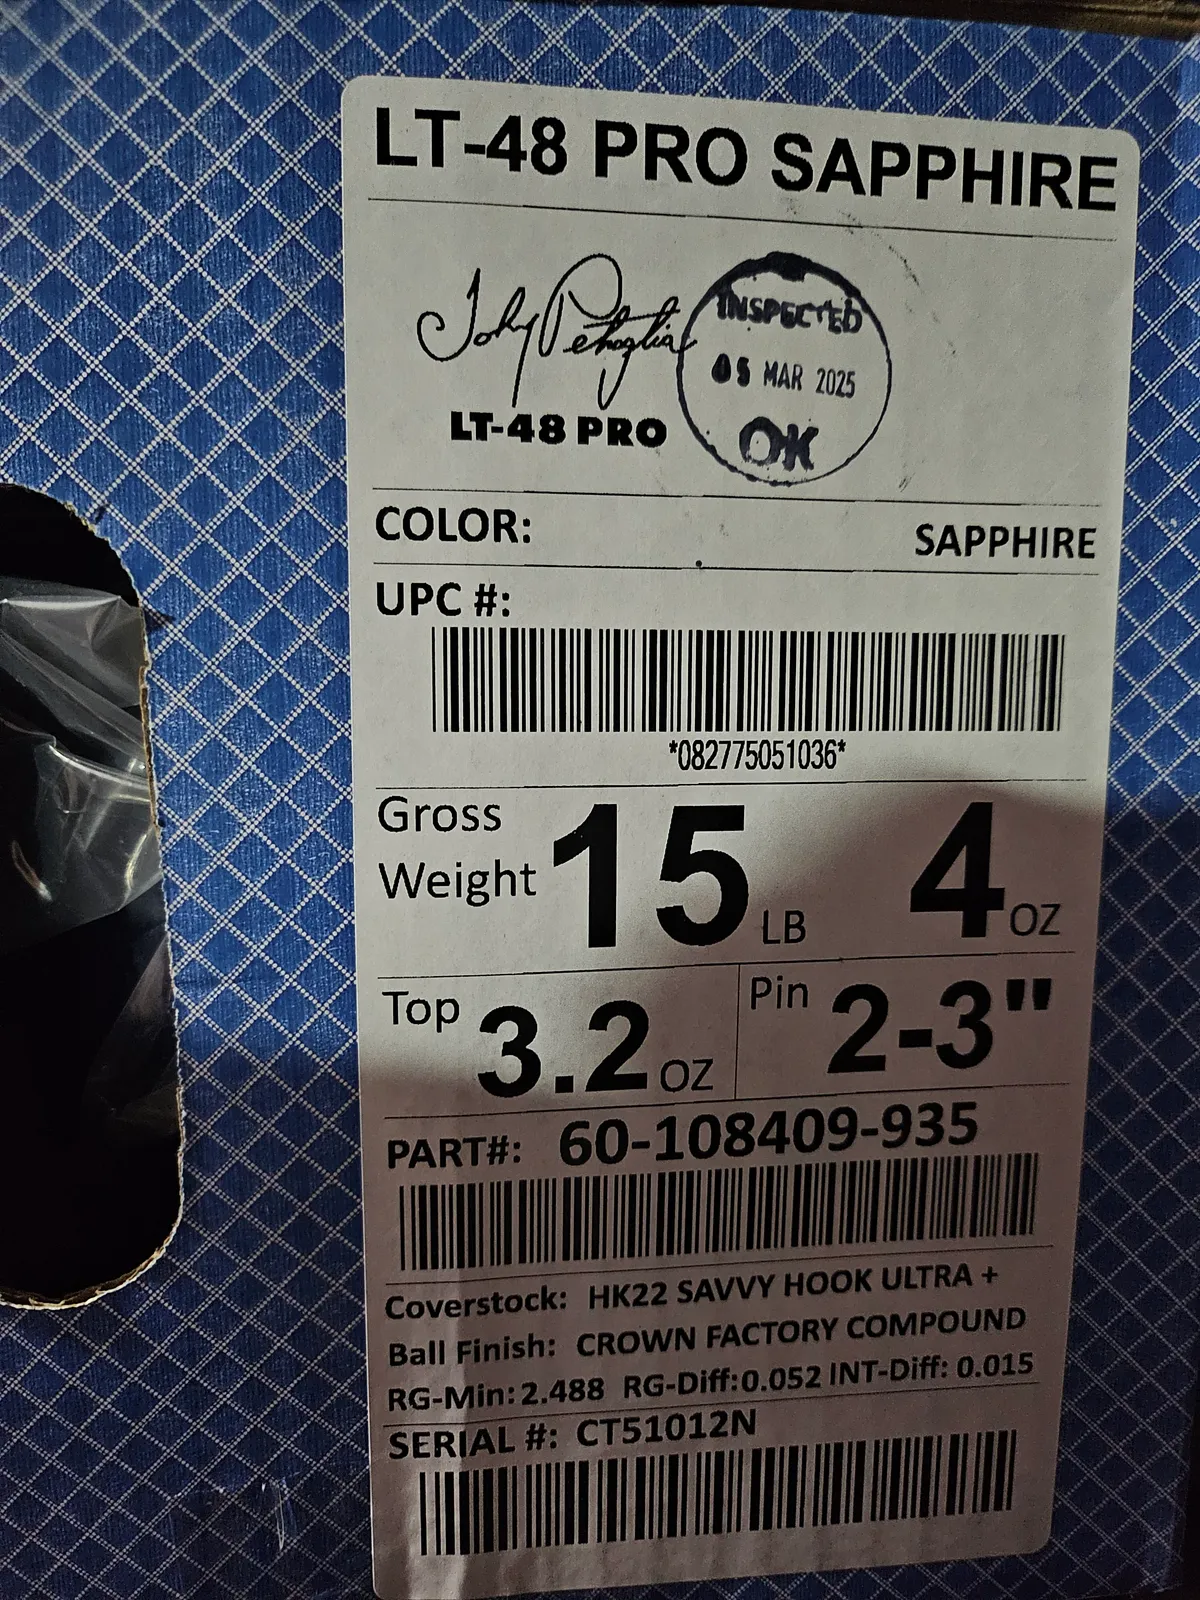 LT-48 PRO SAPPHIRE
John Petraglia
LT-48 PRO
INSPECTED
05 MAR 2025
OK
COLOR: SAPPHIRE
UPC #:
*082775051036*
Gross Weight 15 LB 4 OZ
Top 3.2 OZ Pin 2-3"
PART#: 60-108409-935
Coverstock: HK22 SAVVY HOOK ULTRA +
Ball Finish: CROWN FACTORY COMPOUND
RG-Min: 2.488 RG-Diff: 0.052 INT-Diff: 0.015
SERIAL #: CT51012N